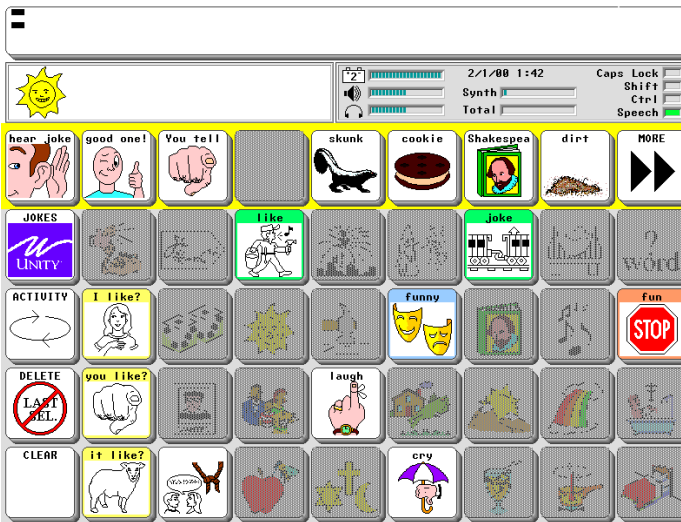 "2" 2/1/00 1:42 Caps Lock
Synth Shift
Ctrl
Total Speech
hear joke good one! You tell skunk cookie Shakespea dirt MORE
JOKES like joke
UNITY ? word
ACTIVITY I like? funny fun
STOP
DELETE you like? laugh
LAST
SEL.
CLEAR it like? cry